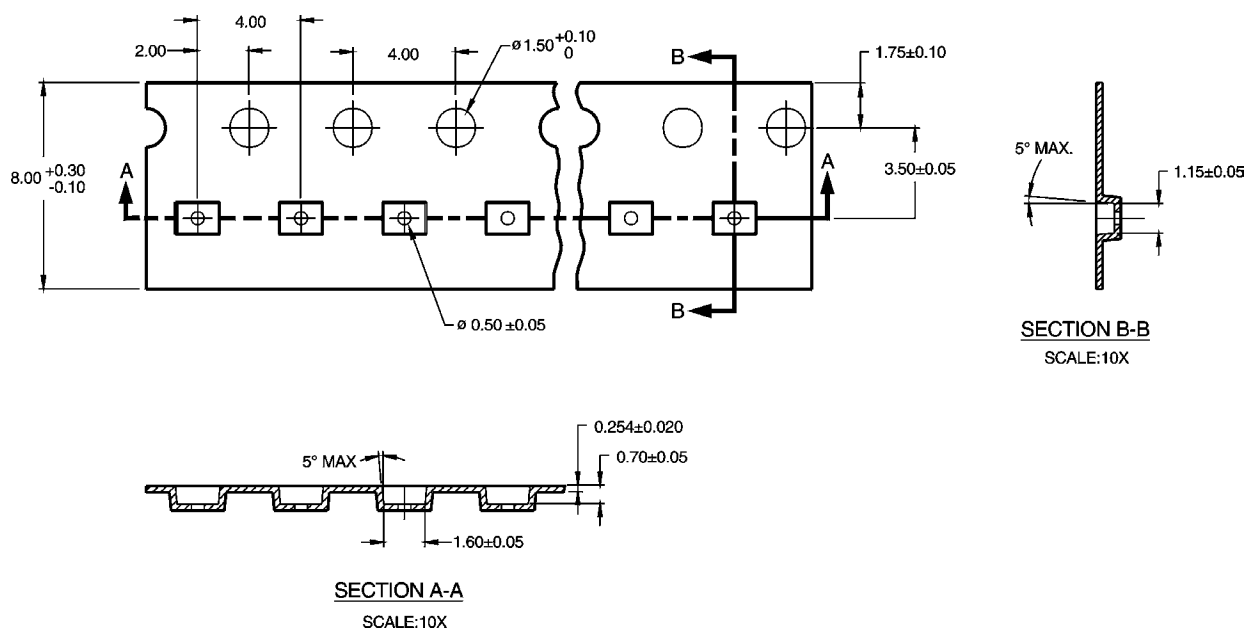 4.00
2.00
4.00
ø1.50 +0.10
0
B
1.75±0.10
8.00 +0.30
-0.10
A
A
3.50±0.05
5° MAX.
1.15±0.05
B
ø 0.50 ±0.05
SECTION B-B
SCALE:10X
0.254±0.020
5° MAX
0.70±0.05
1.60±0.05
SECTION A-A
SCALE:10X